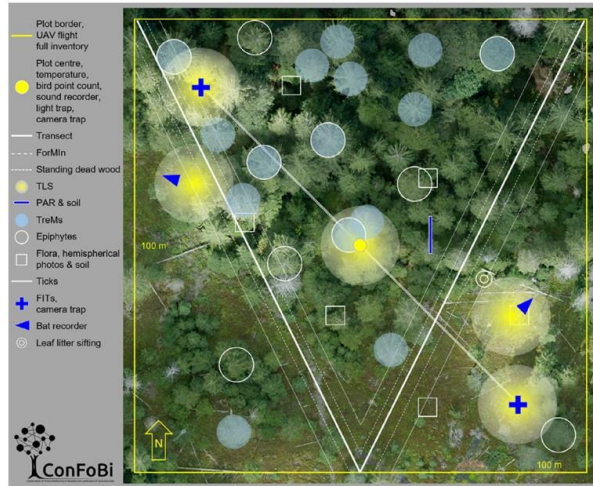 Plot border,
UAV flight
full inventory
Plot centre,
temperature,
bird point count,
sound recorder,
light trap,
camera trap
Transect
ForMIn
Standing dead wood
TLS
PAR & soil
TreMs
Epiphytes
Flora, hemispherical
photos & soil
Ticks
FITs,
camera trap
Bat recorder
Leaf litter sifting
100 m
N
100 m
ConFoBi